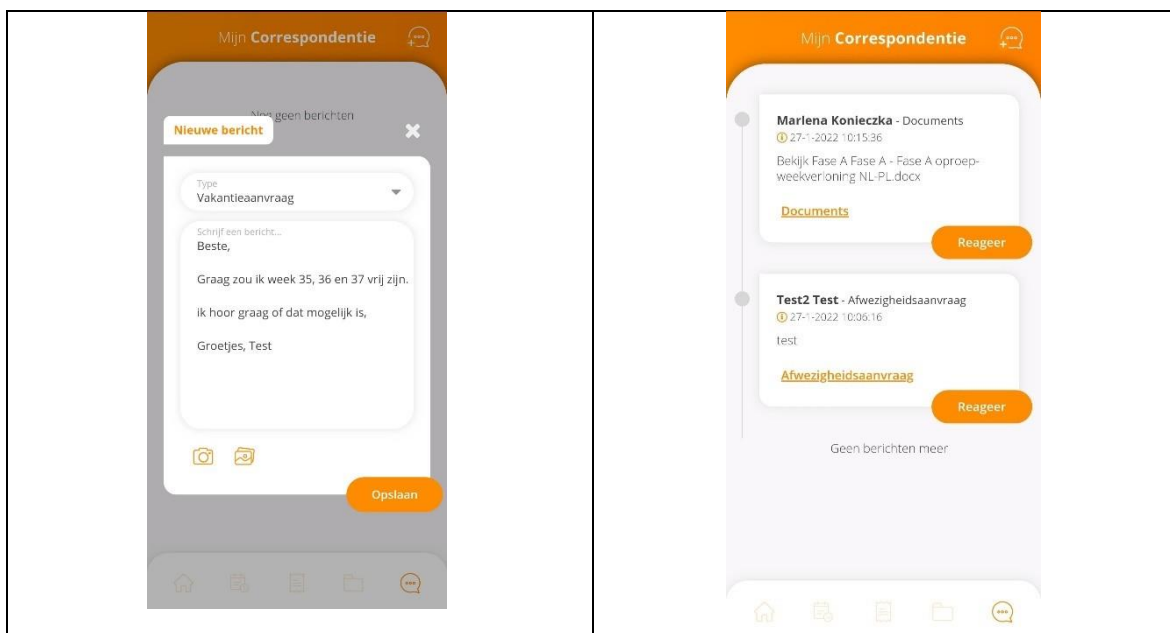 Mijn Correspondentie
Nog geen berichten
Nieuwe bericht
Type
Vakantieaanvraag
Schrijf een bericht...
Beste,
Graag zou ik week 35, 36 en 37 vrij zijn.
ik hoor graag of dat mogelijk is,
Groetjes, Test
Opslaan
Mijn Correspondentie
Marlena Konieczka - Documents
27-1-2022 10:15:36
Bekijk Fase A Fase A - Fase A oproep-
weekverloning NL-PL.docx
Documents
Reageer
Test2 Test - Afwezigheidsaanvraag
27-1-2022 10:06:16
test
Afwezigheidsaanvraag
Reageer
Geen berichten meer